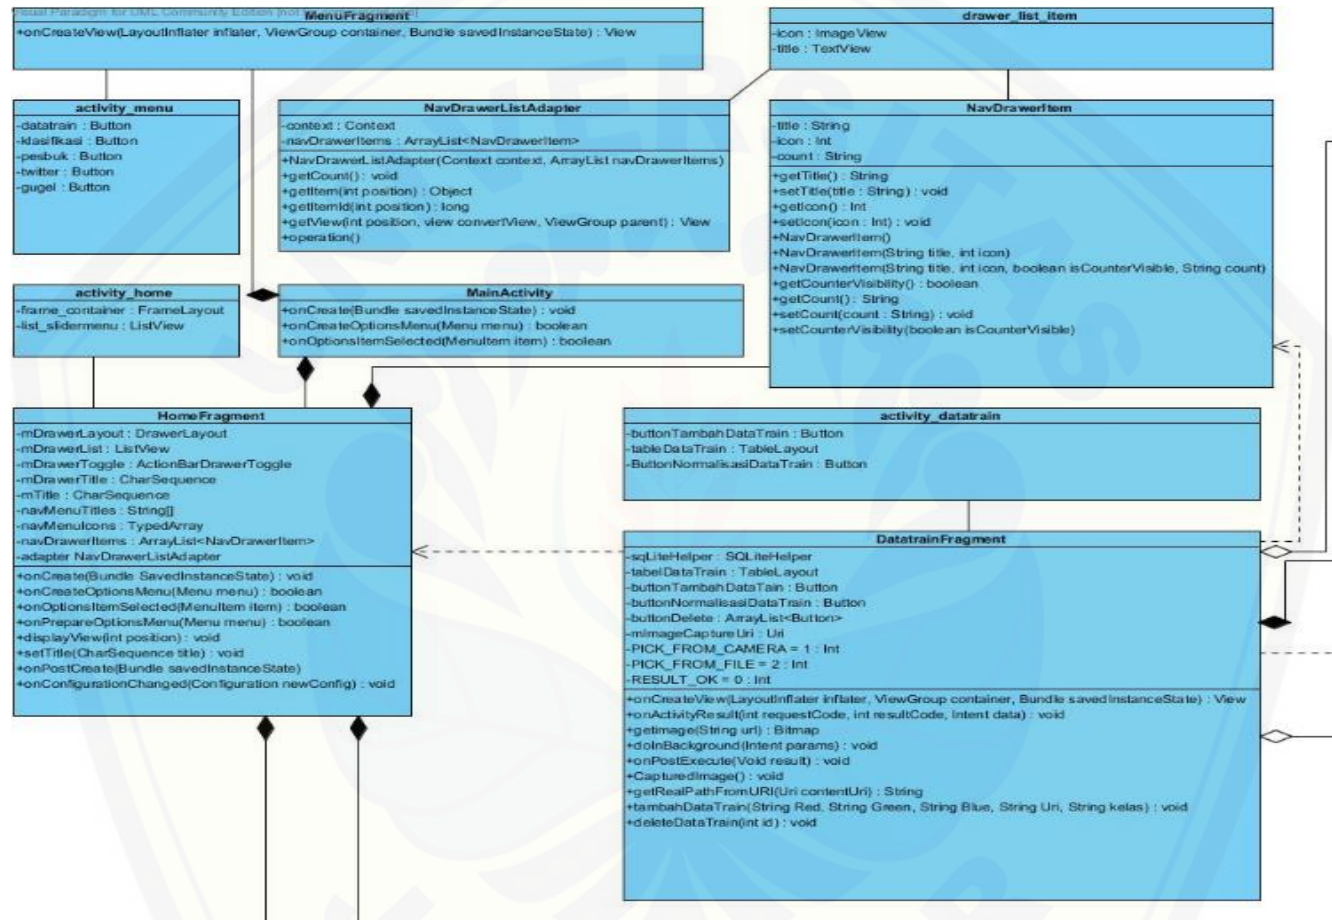 Visual Paradigm for UML Community Edition [not
MenuFragment
+onCreateView(LayoutInflater inflater, ViewGroup container, Bundle savedInstanceState) : View
drawer_list_item
-icon : ImageView
-title : TextView
activity_menu
-datatrain : Button
-klasifikasi : Button
-pesbuk : Button
-twitter : Button
-gugel : Button
NavDrawerListAdapter
-context : Context
-navDrawerItems : ArrayList<NavDrawerItem>
+NavDrawerListAdapter(Context context, ArrayList navDrawerItems)
+getCount() : void
+getItem(int position) : Object
+getItemId(int position) : long
+getView(int position, view convertView, ViewGroup parent) : View
+operation()
NavDrawerItem
-title : String
-icon : Int
-count : String
+getTitle() : String
+setTitle(title : String) : void
+getIcon() : Int
+setIcon(icon : Int) : void
+NavDrawerItem()
+NavDrawerItem(String title, int icon)
+NavDrawerItem(String title, int icon, boolean isCounterVisible, String count)
+getCounterVisibility() : boolean
+getCount() : String
+setCount(count : String) : void
+setCounterVisibility(boolean isCounterVisible)
activity_home
-frame_container : FrameLayout
-list_slidermenu : ListView
MainActivity
+onCreate(Bundle savedInstanceState) : void
+onCreateOptionsMenu(Menu menu) : boolean
+onOptionsItemSelected(MenuItem item) : boolean
HomeFragment
-mDrawerLayout : DrawerLayout
-mDrawerList : ListView
-mDrawerToggle : ActionBarDrawerToggle
-mDrawerTitle : CharSequence
-mTitle : CharSequence
-navMenuTitles : String[]
-navMenuIcons : TypedArray
-navDrawerItems : ArrayList<NavDrawerItem>
-adapter NavDrawerListAdapter
+onCreate(Bundle SavedInstanceState) : void
+onCreateOptionsMenu(Menu menu) : boolean
+onOptionsItemSelected(MenuItem item) : boolean
+onPrepareOptionsMenu(Menu menu) : boolean
+displayView(int position) : void
+setTitle(CharSequence title) : void
+onPostCreate(Bundle savedInstanceState)
+onConfigurationChanged(Configuration newConfig) : void
activity_datatrain
-buttonTambahDataTrain : Button
-tableDataTrain : TableLayout
-ButtonNormalisasiDataTrain : Button
DatatrainFragment
-sqLiteHelper : SQLiteHelper
-tabelDataTrain : TableLayout
-buttonTambahDataTain : Button
-buttonNormalisasiDataTrain : Button
-buttonDelete : ArrayList<Button>
-mImageCaptureUri : Uri
-PICK_FROM_CAMERA = 1 : Int
-PICK_FROM_FILE = 2 : Int
-RESULT_OK = 0 : Int
+onCreateView(LayoutInflater inflater, ViewGroup container, Bundle savedInstanceState) : View
+onActivityResult(int requestCode, int resultCode, Intent data) : void
+getImage(String url) : Bitmap
+doInBackground(Intent params) : void
+onPostExecute(Void result) : void
+CapturedImage() : void
+getRealPathFromURI(Uri contentUri) : String
+tambahDataTrain(String Red, String Green, String Blue, String Uri, String kelas) : void
+deleteDataTrain(int id) : void